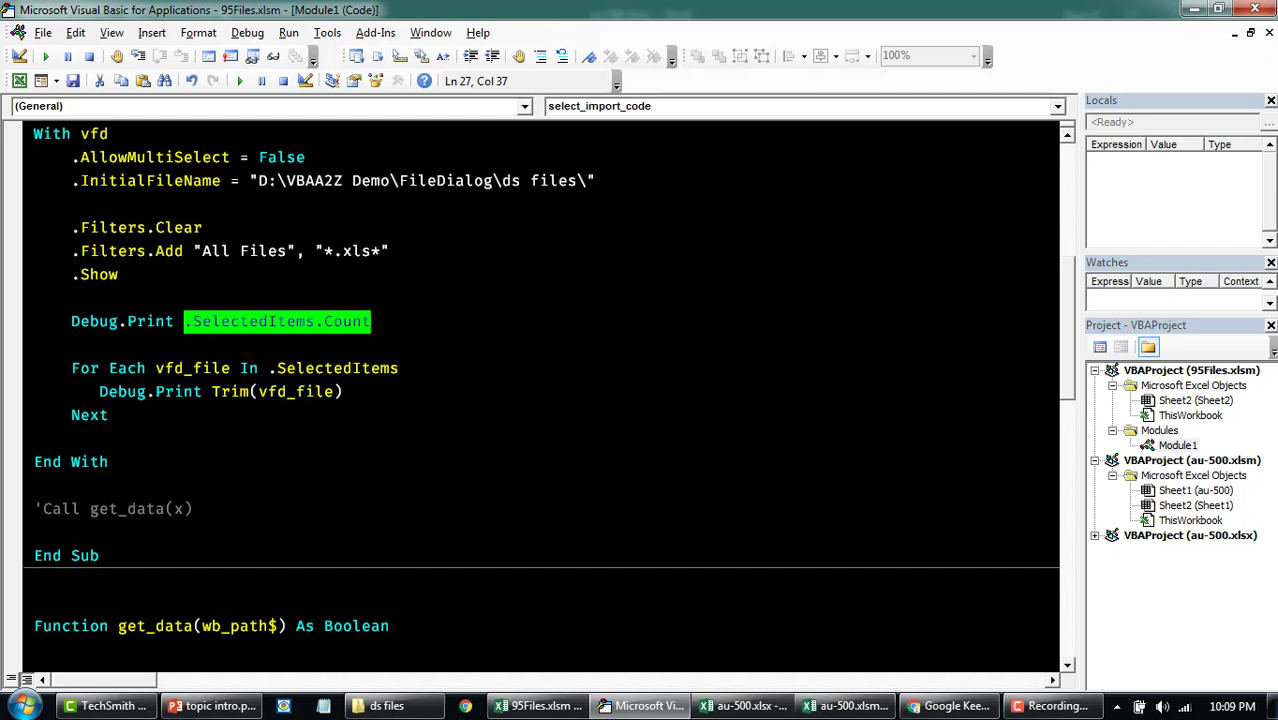 Microsoft Visual Basic for Applications - 95Files.xlsm - [Module1 (Code)]
File Edit View Insert Format Debug Run Tools Add-Ins Window Help
100%
Ln 27, Col 37
(General)
select_import_code
With vfd
.AllowMultiSelect = False
.InitialFileName = "D:\VBAA2Z Demo\FileDialog\ds files\"
.Filters.Clear
.Filters.Add "All Files", "*.xls*"
.Show
Debug.Print .SelectedItems.Count
For Each vfd_file In .SelectedItems
Debug.Print Trim(vfd_file)
Next
End With
'Call get_data(x)
End Sub
Function get_data(wb_path$) As Boolean
Locals
<Ready>
...
Expression Value Type
Watches
Express Value Type Context
Project - VBAProject
VBAProject (95Files.xlsm)
Microsoft Excel Objects
Sheet2 (Sheet2)
ThisWorkbook
Modules
Module1
VBAProject (au-500.xlsm)
Microsoft Excel Objects
Sheet1 (au-500)
Sheet2 (Sheet1)
ThisWorkbook
VBAProject (au-500.xlsx)
TechSmith ...
topic intro.p...
ds files
95Files.xlsm ...
Microsoft Vi...
au-500.xlsx -...
au-500.xlsm...
Google Kee...
Recording...
10:09 PM